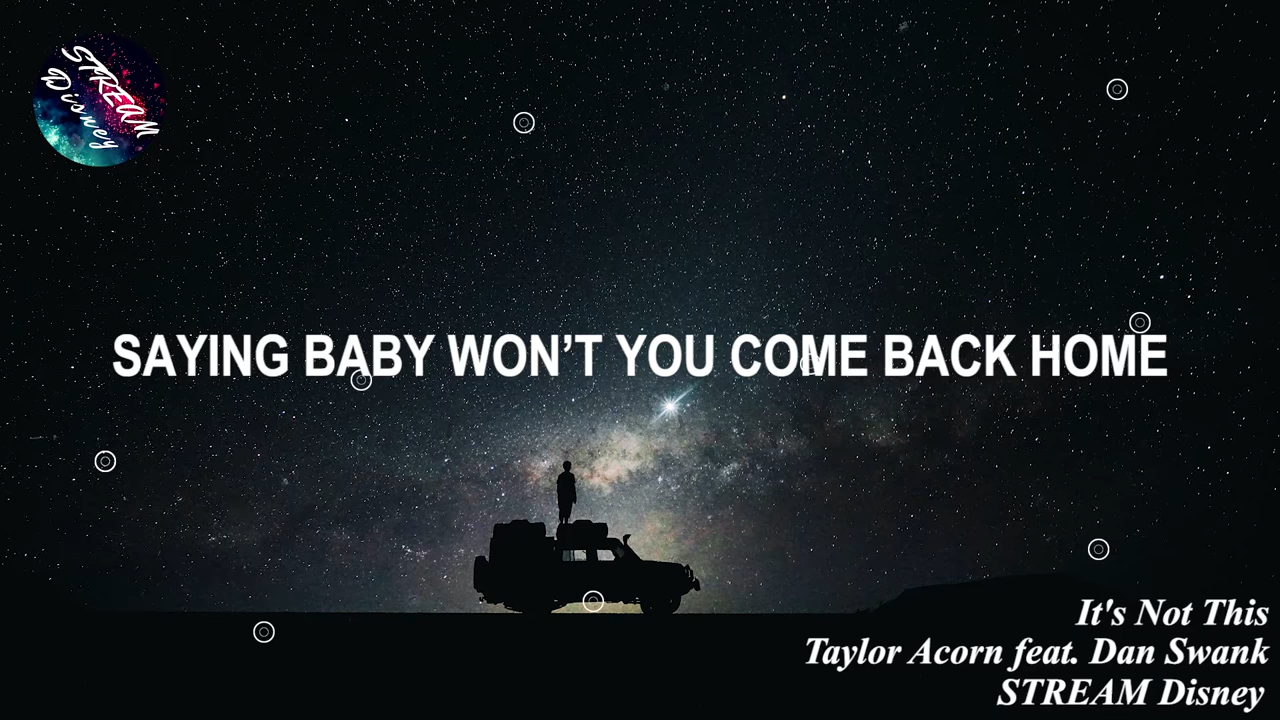 STREAM
Disney
SAYING BABY WON’T YOU COME BACK HOME
It's Not This
Taylor Acorn feat. Dan Swank
STREAM Disney